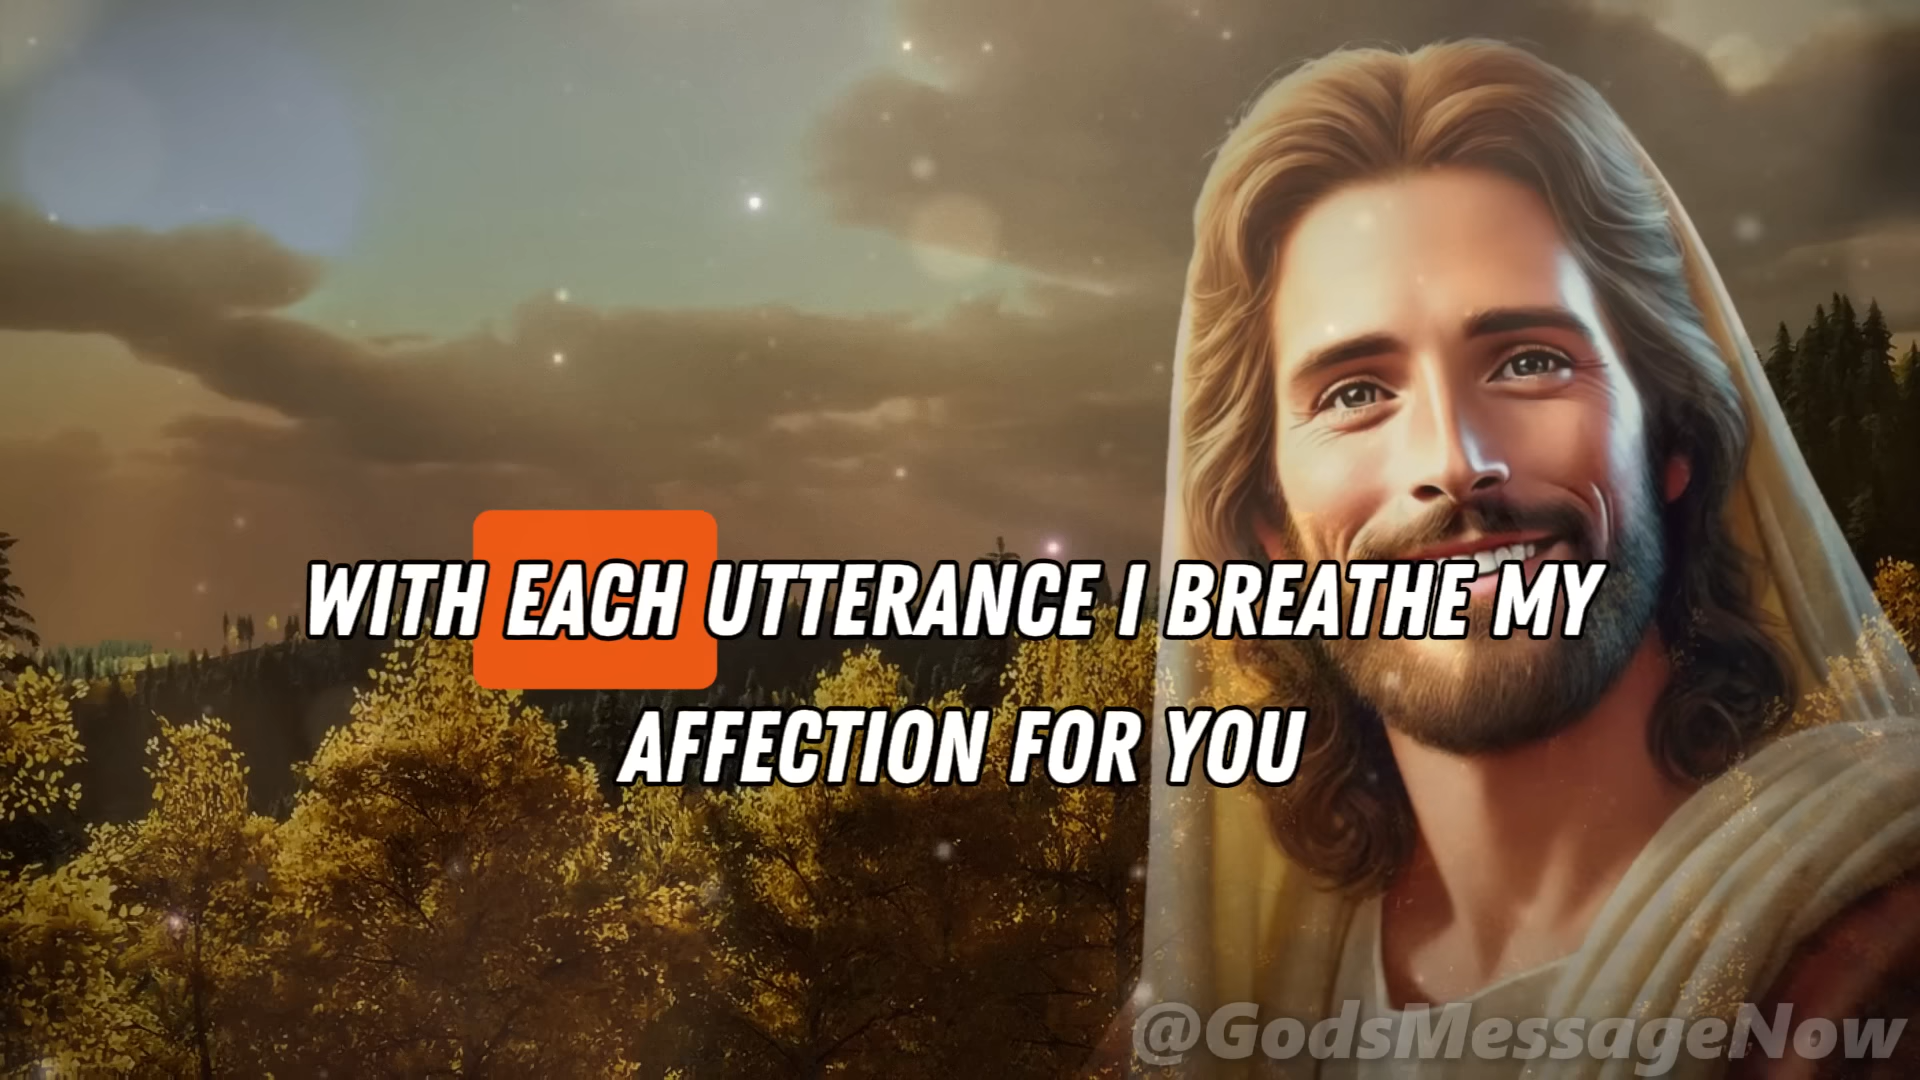 WITH EACH UTTERANCE I BREATHE MY
AFFECTION FOR YOU
@GodsMessageNow